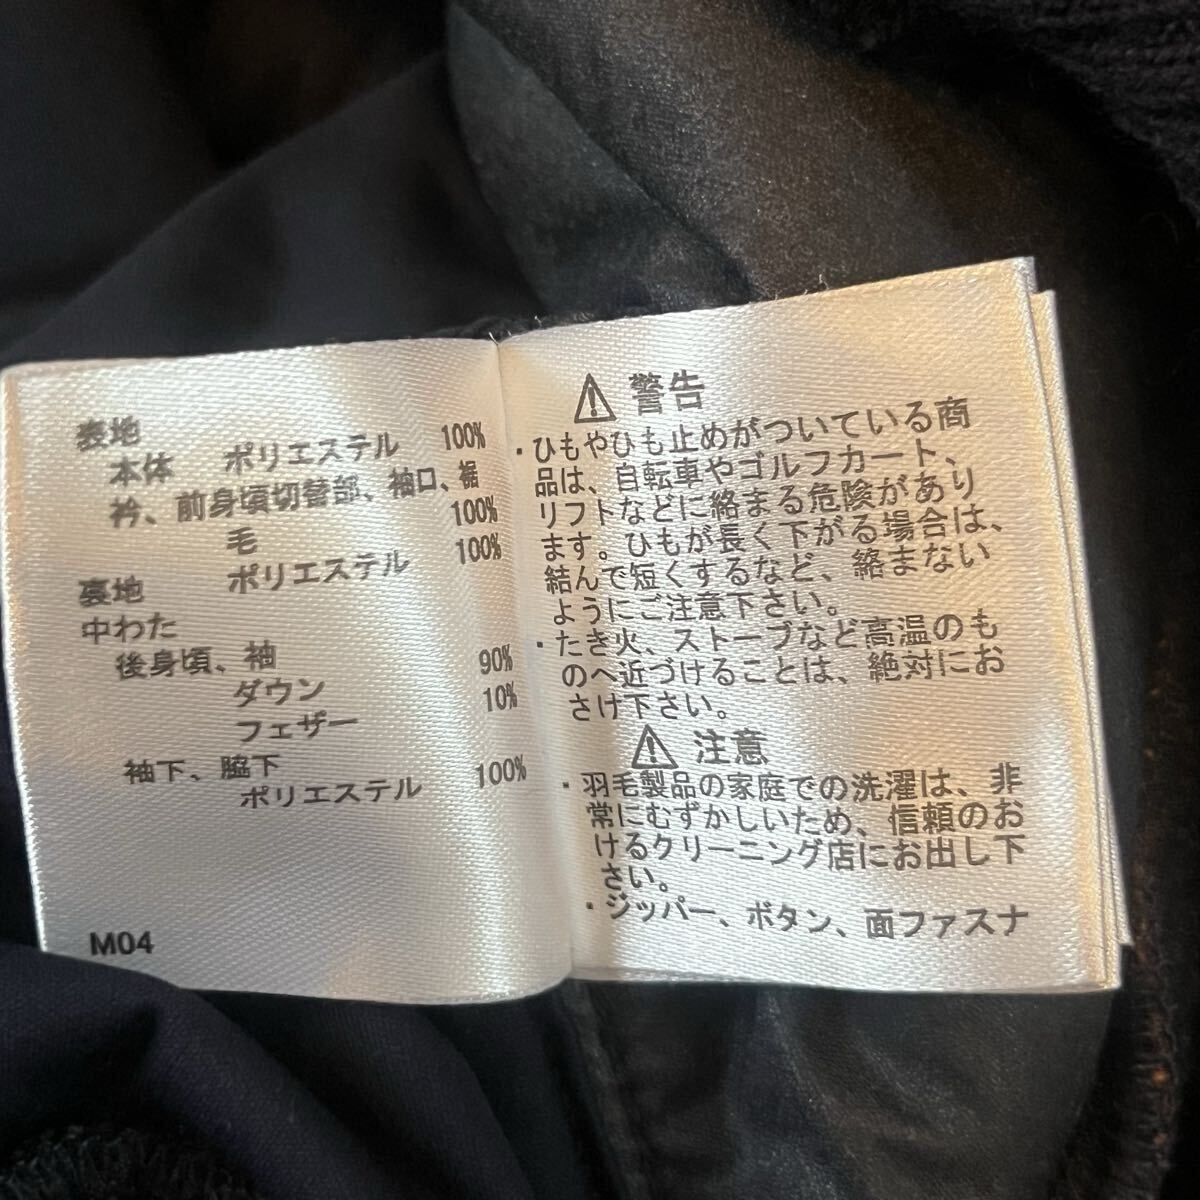 表地
本体 ポリエステル 100%
衿、前身頃切替部、袖口、裾
毛 100%
裏地 ポリエステル 100%
中わた
後身頃、袖
ダウン 90%
フェザー 10%
袖下、脇下
ポリエステル 100%
M04
⚠ 警告
・ひもやひも止めがついている商
品は、自転車やゴルフカート、
リフトなどに絡まる危険があり
ます。ひもが長く下がる場合は、
結んで短くするなど、絡まない
ようにご注意下さい。
・たき火、ストーブなど高温のも
のへ近づけることは、絶対にお
さけ下さい。
⚠ 注意
・羽毛製品の家庭での洗濯は、非
常にむずかしいため、信頼のお
けるクリーニング店にお出し下
さい。
・ジッパー、ボタン、面ファスナ